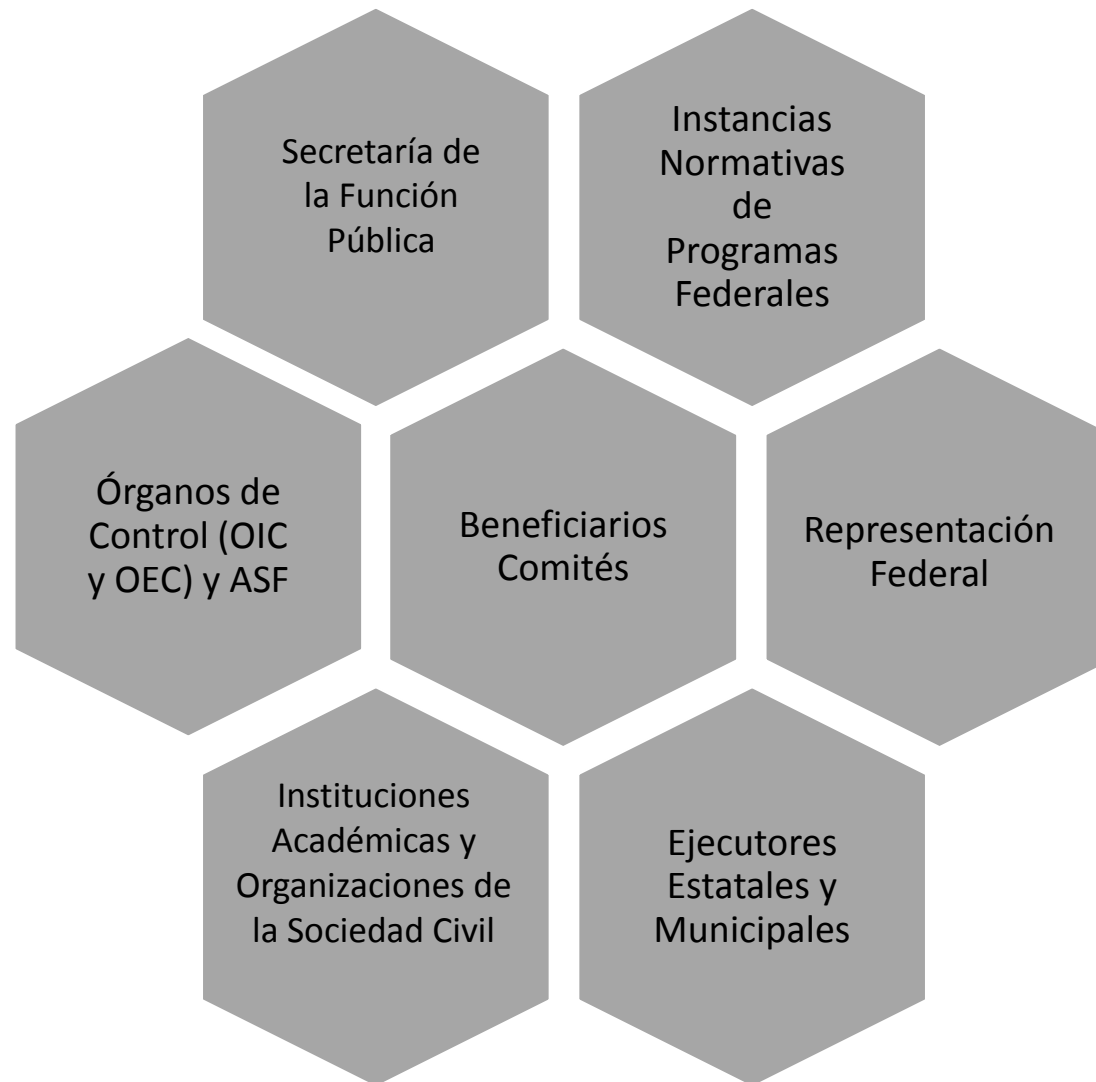 Secretaría de
la Función
Pública
Instancias
Normativas
de
Programas
Federales
Órganos de
Control (OIC
y OEC) y ASF
Beneficiarios
Comités
Representación
Federal
Instituciones
Académicas y
Organizaciones de
la Sociedad Civil
Ejecutores
Estatales y
Municipales